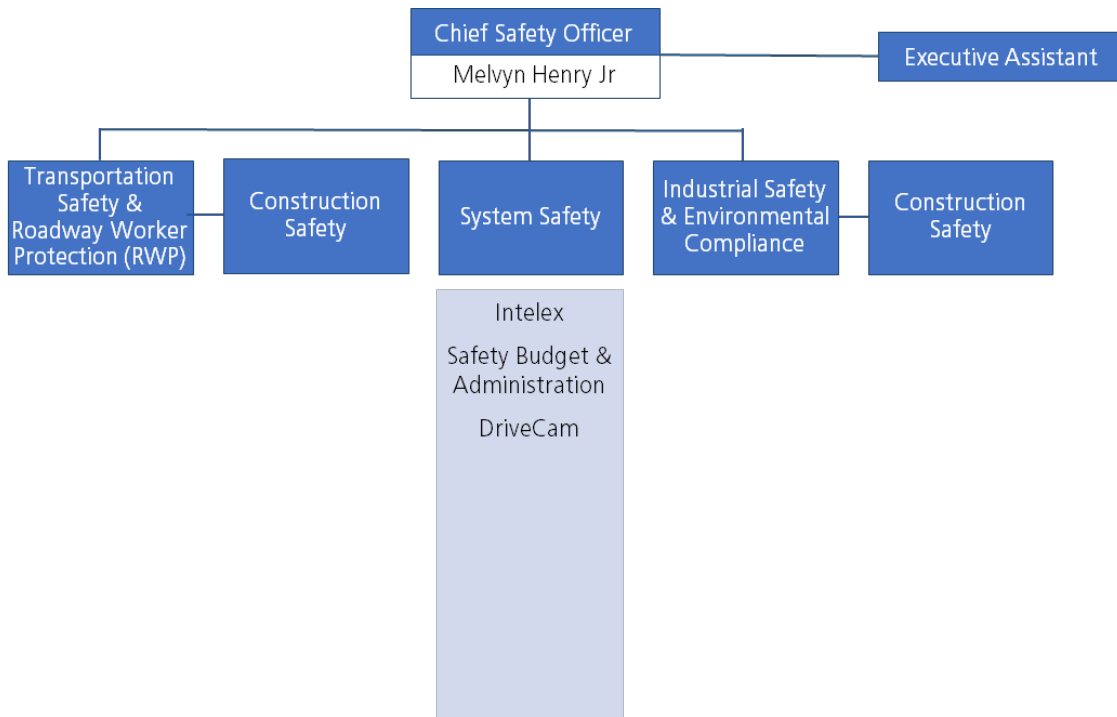 Chief Safety Officer
Melvyn Henry Jr
Executive Assistant
Transportation
Safety &
Roadway Worker
Protection (RWP)
Construction
Safety
System Safety
Industrial Safety
& Environmental
Compliance
Construction
Safety
Intelex
Safety Budget &
Administration
DriveCam